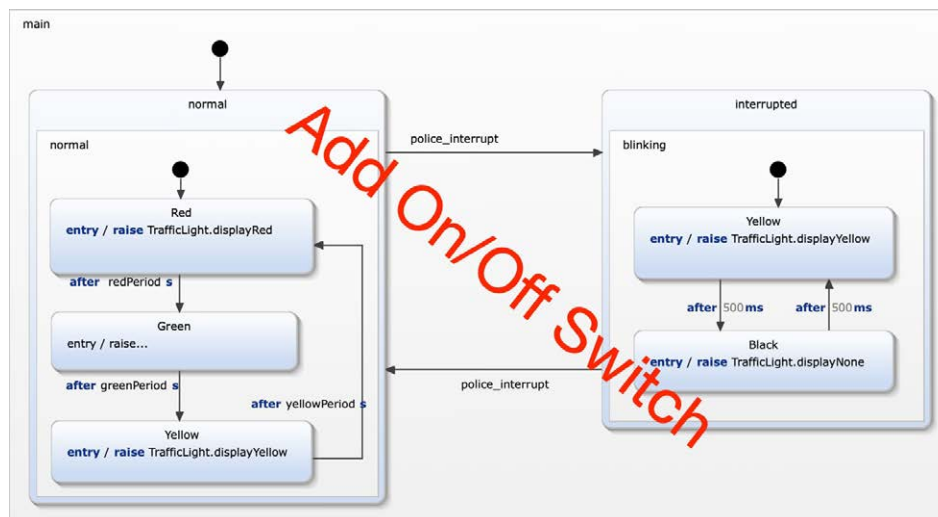 main
normal
normal
Red
entry / raise TrafficLight.displayRed
after redPeriod s
Green
entry / raise...
after greenPeriod s
after yellowPeriod s
Yellow
entry / raise TrafficLight.displayYellow
police_interrupt
police_interrupt
interrupted
blinking
Yellow
entry / raise TrafficLight.displayYellow
after 500 ms
after 500 ms
Black
entry / raise TrafficLight.displayNone
Add On/Off Switch